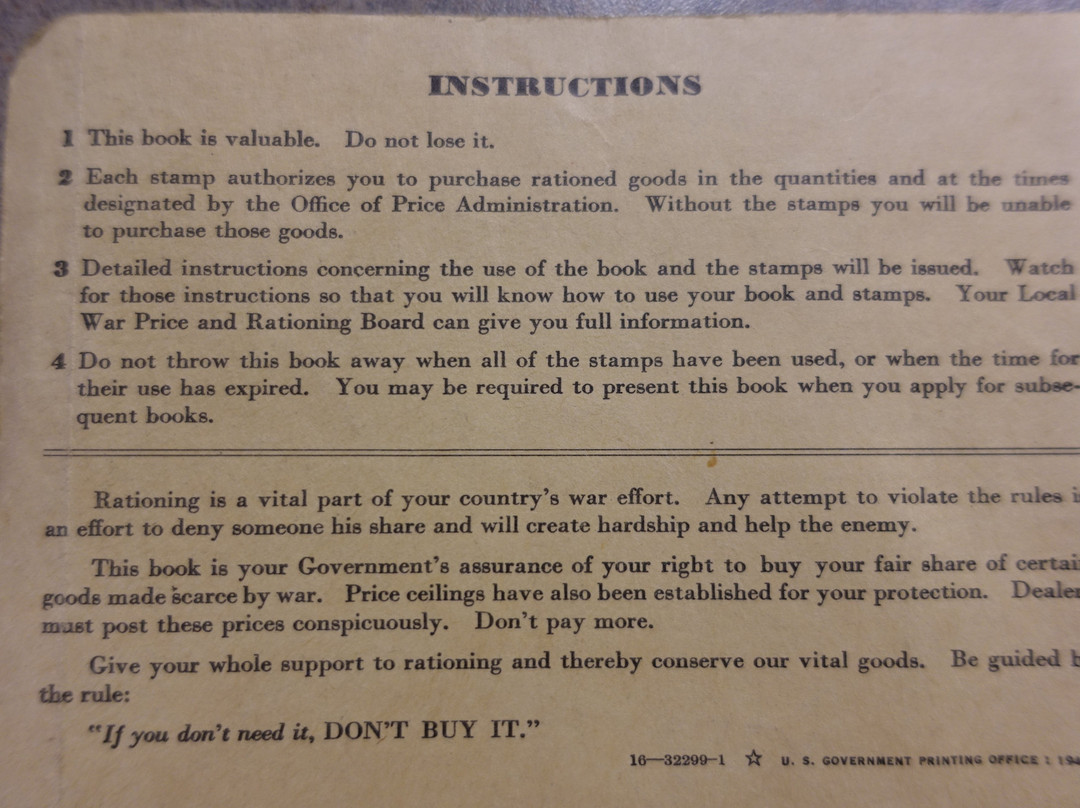 INSTRUCTIONS
1 This book is valuable. Do not lose it.
2 Each stamp authorizes you to purchase rationed goods in the quantities and at the times
designated by the Office of Price Administration. Without the stamps you will be unable
to purchase those goods.
3 Detailed instructions concerning the use of the book and the stamps will be issued. Watch
for those instructions so that you will know how to use your book and stamps. Your Local
War Price and Rationing Board can give you full information.
4 Do not throw this book away when all of the stamps have been used, or when the time for
their use has expired. You may be required to present this book when you apply for subse-
quent books.
Rationing is a vital part of your country's war effort. Any attempt to violate the rules
an effort to deny someone his share and will create hardship and help the enemy.
This book is your Government's assurance of your right to buy your fair share of
goods made scarce by war. Price ceilings have also been established for your protection.
must post these prices conspicuously. Don't pay more.
Give your whole support to rationing and thereby conserve our vital goods. Be guided
the rule:
"If you don't need it, DON'T BUY IT."
16—32299-1 ☆ U. S. GOVERNMENT PRINTING OFFICE :